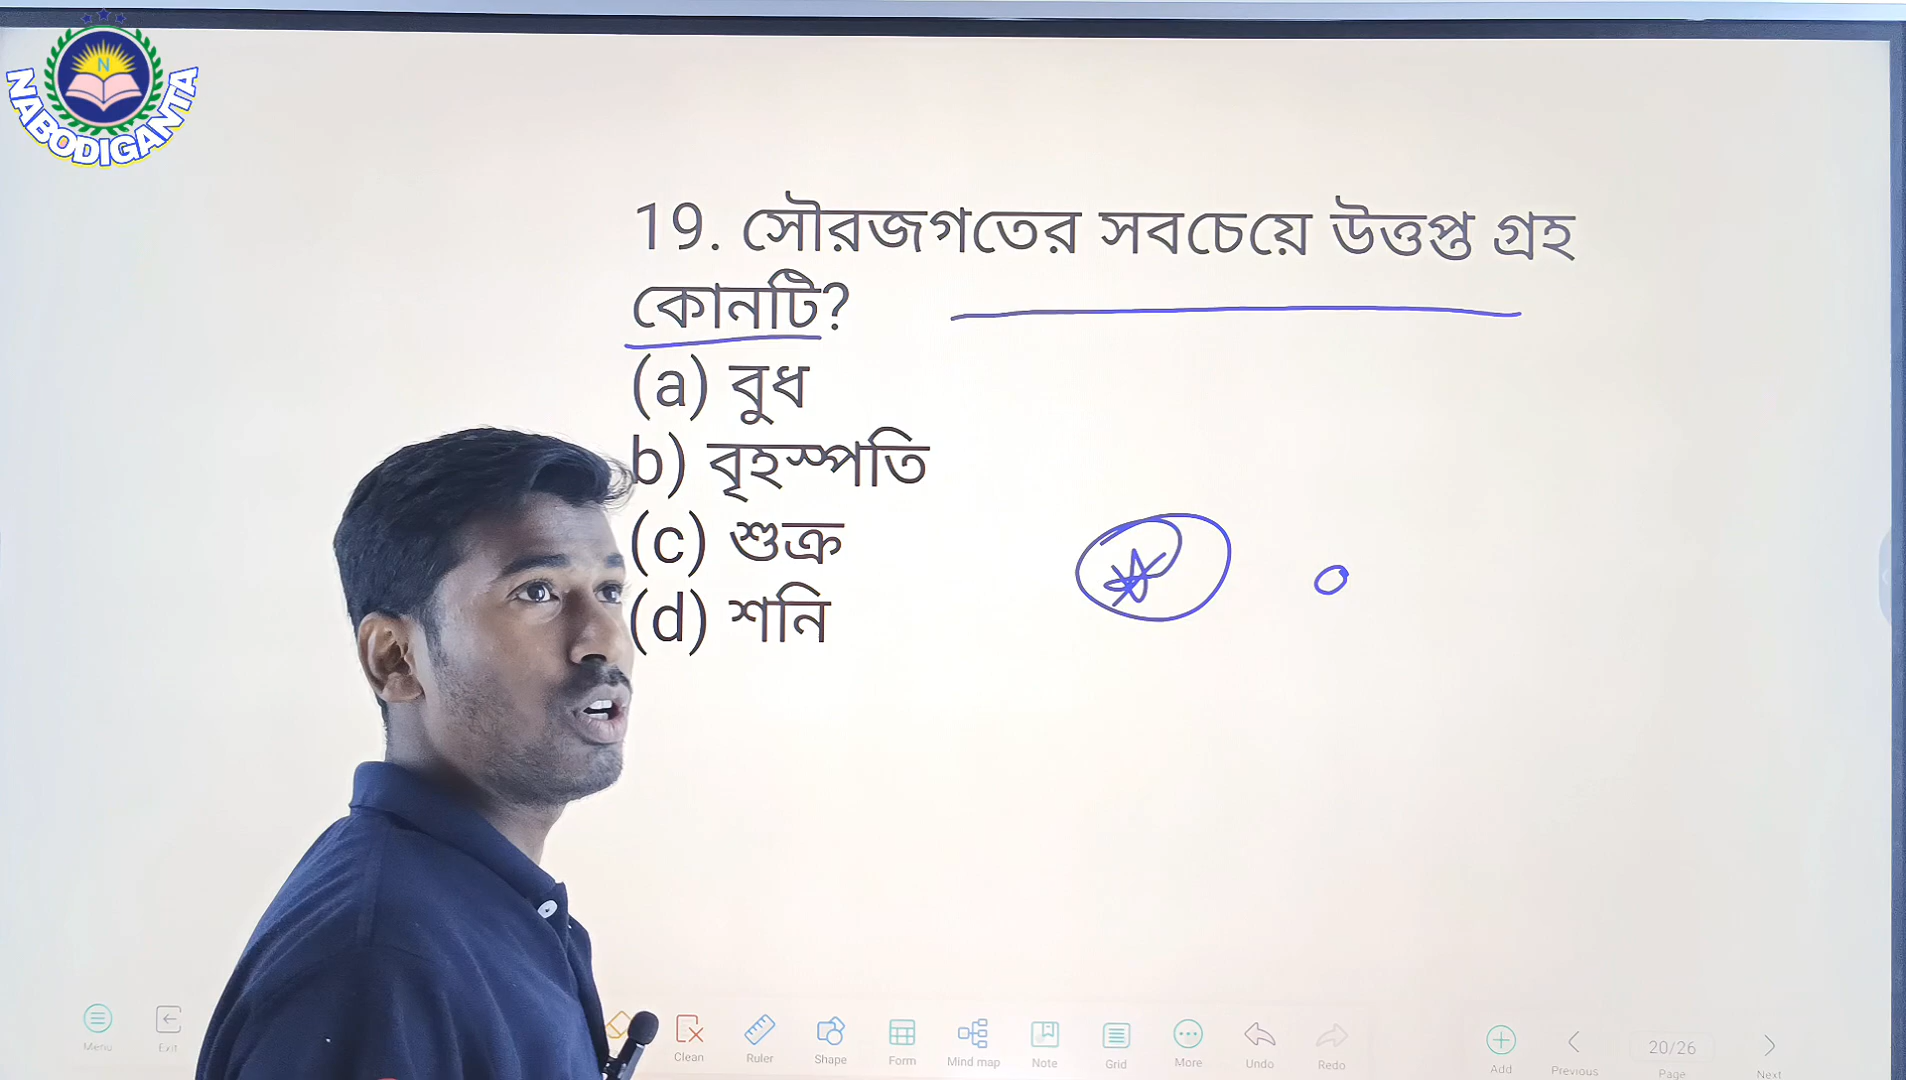 N
NABODIGANTA
19. সৌরজগতের সবচেয়ে উত্তপ্ত গ্রহ
কোনটি?
(a) বুধ
b) বৃহস্পতি
(c) শুক্র
(d) শনি
Menu Exit Clean Ruler Shape Form Mind map Note Grid More Undo Redo Add Previous 20/26 Page Next